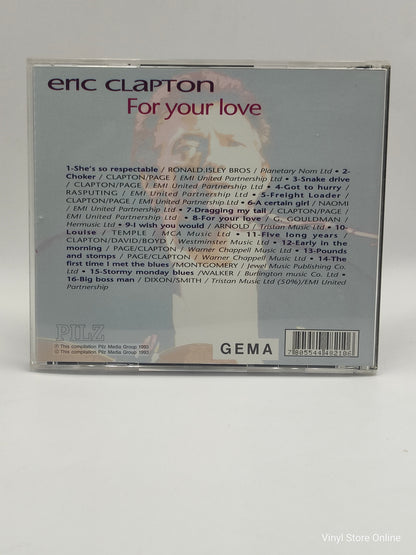 eric CLAPTON
For your love
1-She's so respectable / RONALD.ISLEY BROS / Planetary Nom Ltd • 2-
Choker / CLAPTON/PAGE / EMI United Partnership Ltd • 3-Snake drive
/ CLAPTON/PAGE / EMI United Partnership Ltd • 4-Got to hurry /
RASPUTING / EMI United Partnership Ltd • 5-Freight Loader /
CLAPTON/PAGE / EMI United Partnership Ltd • 6-A certain girl / NAOMI
/ EMI United Partnership Ltd • 7-Dragging my tail / CLAPTON/PAGE /
EMI United Partnership Ltd • 8-For your love / G. GOULDMAN /
Hermusic Ltd • 9-I wish you would / ARNOLD / Tristan Music Ltd • 10-
Louise / TEMPLE / MCA Music Ltd • 11-Five long years /
CLAPTON/DAVID/BOYD / Westminster Music Ltd • 12-Early in the
morning / PAGE/CLAPTON / Warner Chappell Music Ltd • 13-Pounds
and stomps / PAGE/CLAPTON / Warner Chappell Music Ltd • 14-The
first time I met the blues / MONTGOMERY / Jewel Music Publishing Co.
Ltd • 15-Stormy monday blues /WALKER / Burlington music Co. Ltd •
16-Big boss man / DIXON/SMITH / Tristan Music Ltd (50%)/EMI United
Partnership
PILZ
℗ This compilation Pilz Media Group 1993
© This compilation Pilz Media Group 1993
GEMA
7 805544 482186
Vinyl Store Online